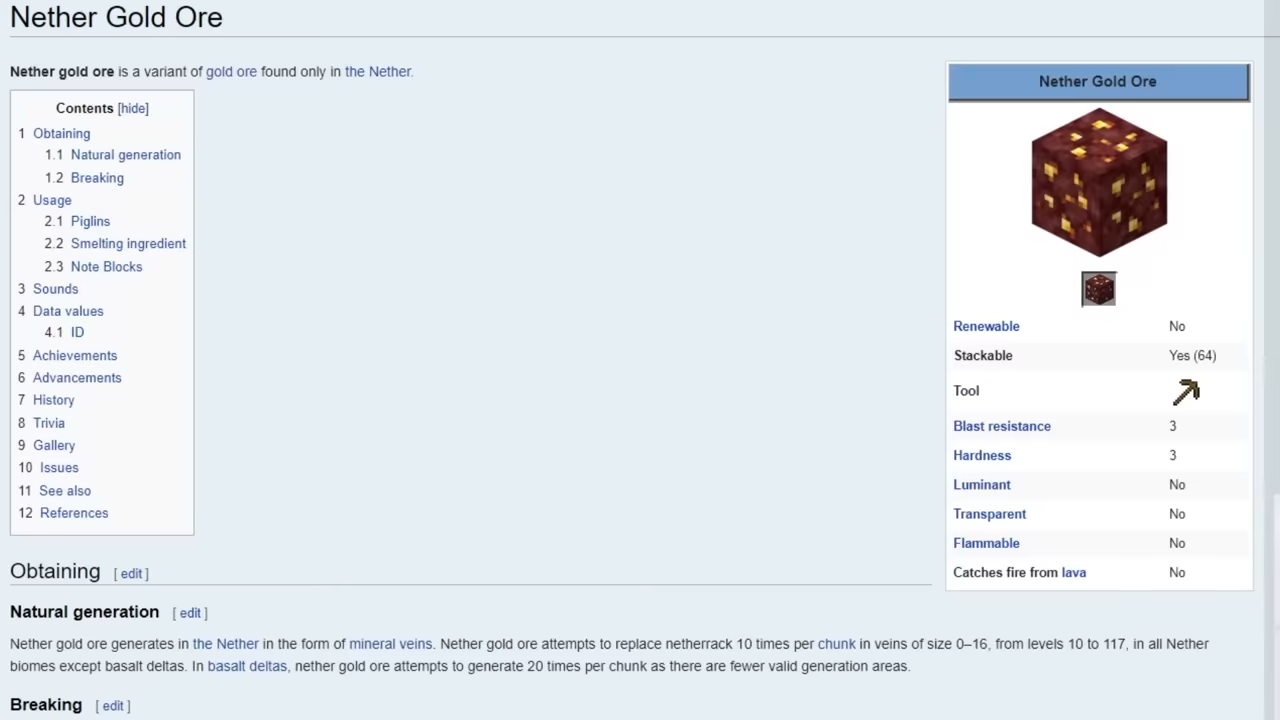 Nether Gold Ore
Nether gold ore is a variant of gold ore found only in the Nether.
Contents [hide]
1 Obtaining
1.1 Natural generation
1.2 Breaking
2 Usage
2.1 Piglins
2.2 Smelting ingredient
2.3 Note Blocks
3 Sounds
4 Data values
4.1 ID
5 Achievements
6 Advancements
7 History
8 Trivia
9 Gallery
10 Issues
11 See also
12 References
Nether Gold Ore
Renewable No
Stackable Yes (64)
Tool
Blast resistance 3
Hardness 3
Luminant No
Transparent No
Flammable No
Catches fire from lava No
Obtaining [ edit ]
Natural generation [ edit ]
Nether gold ore generates in the Nether in the form of mineral veins. Nether gold ore attempts to replace netherrack 10 times per chunk in veins of size 0–16, from levels 10 to 117, in all Nether
biomes except basalt deltas. In basalt deltas, nether gold ore attempts to generate 20 times per chunk as there are fewer valid generation areas.
Breaking [ edit ]